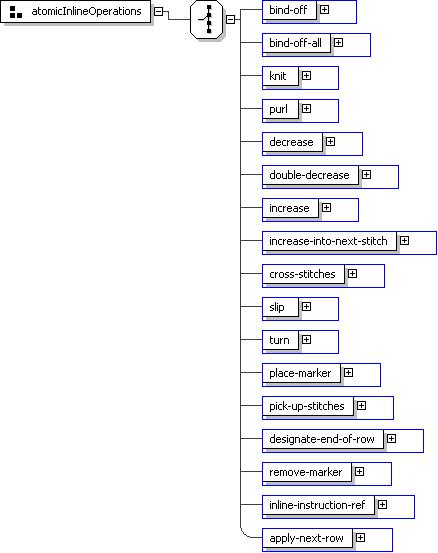 atomicInlineOperations
bind-off
bind-off-all
knit
purl
decrease
double-decrease
increase
increase-into-next-stitch
cross-stitches
slip
turn
place-marker
pick-up-stitches
designate-end-of-row
remove-marker
inline-instruction-ref
apply-next-row